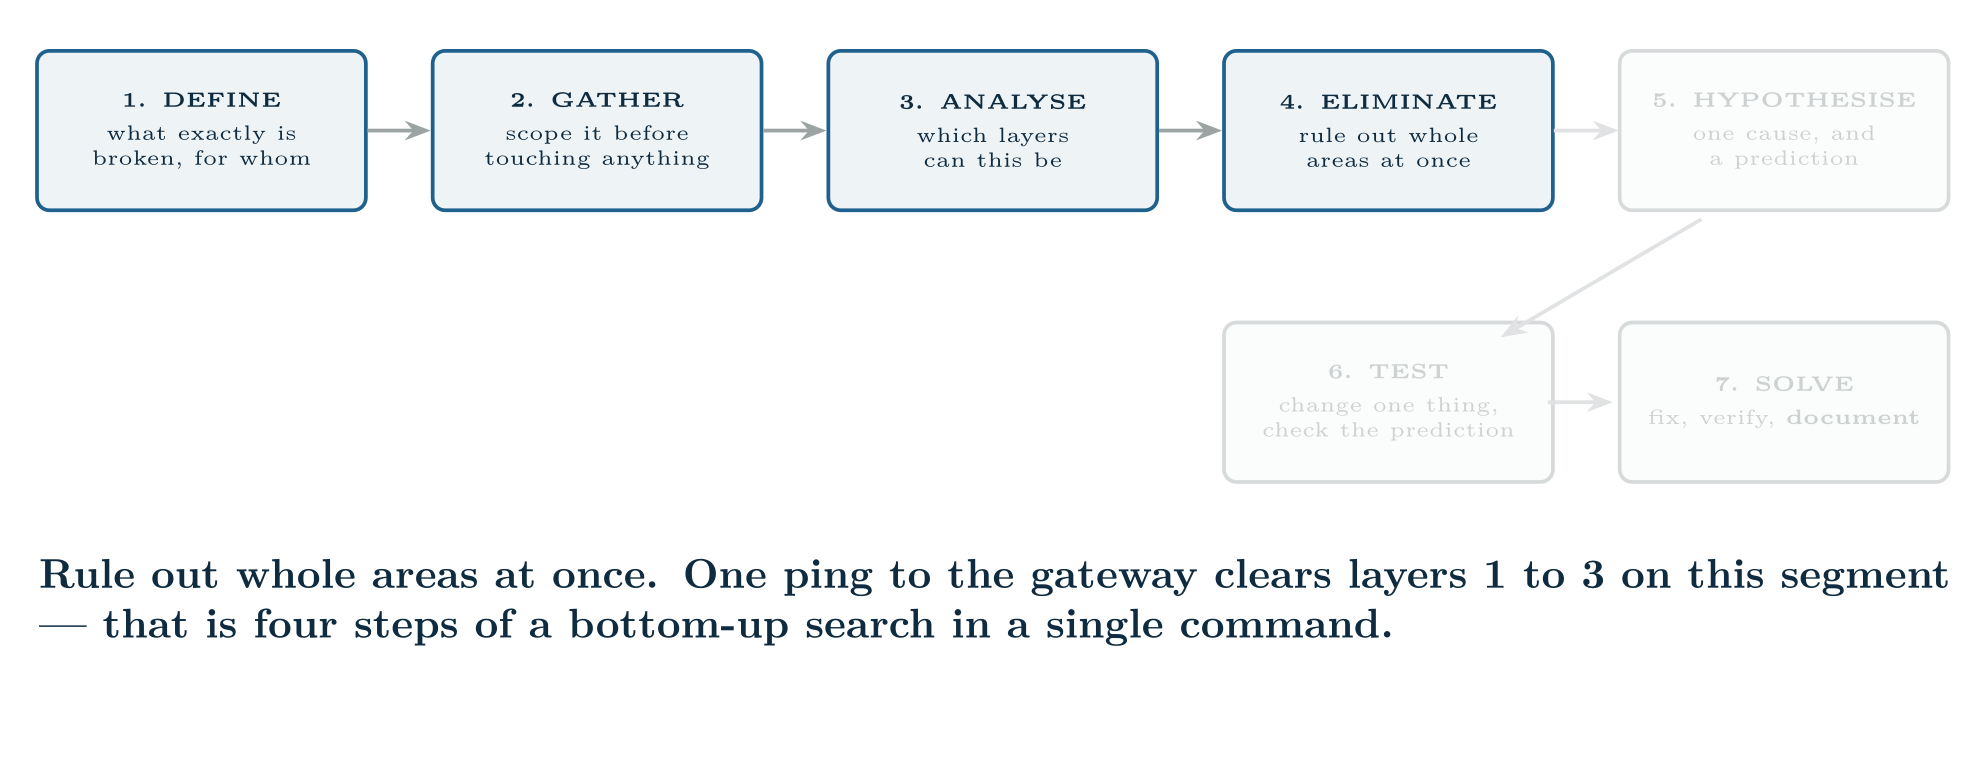 1. DEFINE
what exactly is
broken, for whom
2. GATHER
scope it before
touching anything
3. ANALYSE
which layers
can this be
4. ELIMINATE
rule out whole
areas at once
5. HYPOTHESISE
one cause, and
a prediction
6. TEST
change one thing,
check the prediction
7. SOLVE
fix, verify, document
Rule out whole areas at once. One ping to the gateway clears layers 1 to 3 on this segment
— that is four steps of a bottom-up search in a single command.